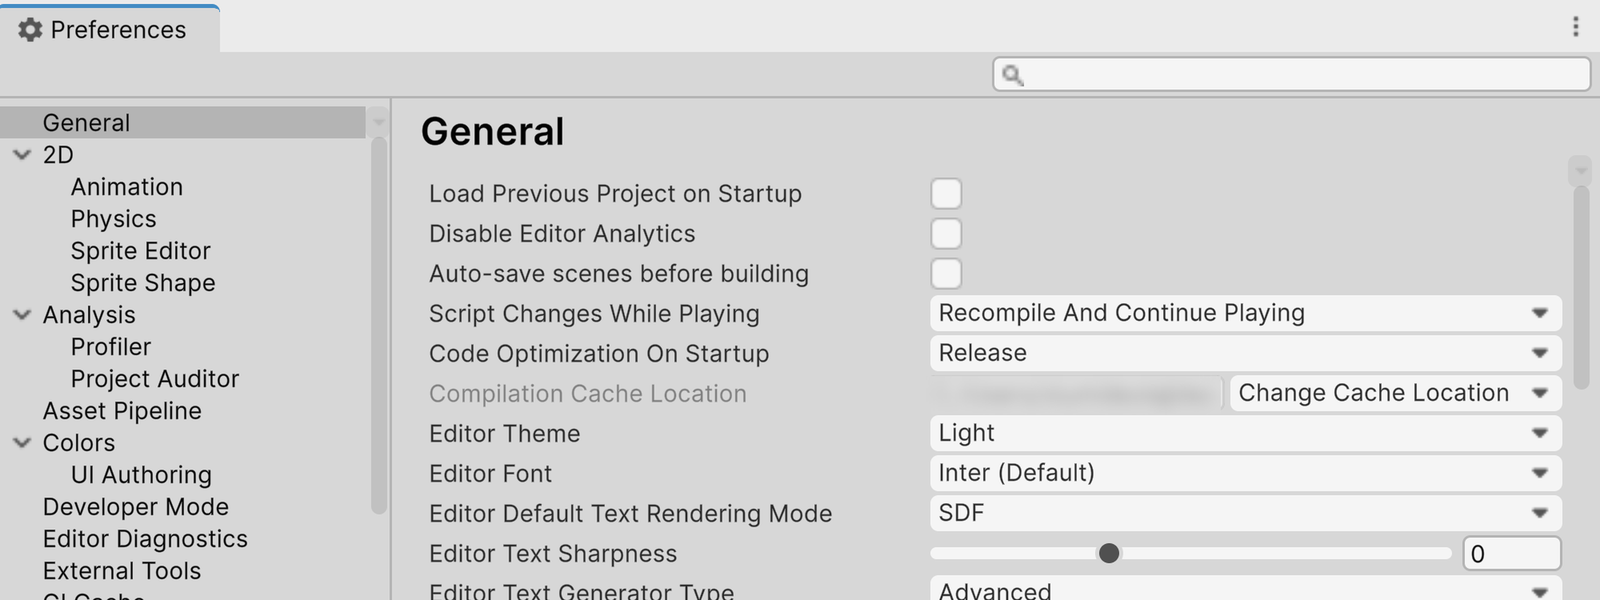 Preferences
General
2D
Animation
Physics
Sprite Editor
Sprite Shape
Analysis
Profiler
Project Auditor
Asset Pipeline
Colors
UI Authoring
Developer Mode
Editor Diagnostics
External Tools
GI Cache
General
Load Previous Project on Startup
Disable Editor Analytics
Auto-save scenes before building
Script Changes While Playing Recompile And Continue Playing
Code Optimization On Startup Release
Compilation Cache Location Change Cache Location
Editor Theme Light
Editor Font Inter (Default)
Editor Default Text Rendering Mode SDF
Editor Text Sharpness 0
Editor Text Generator Type Advanced